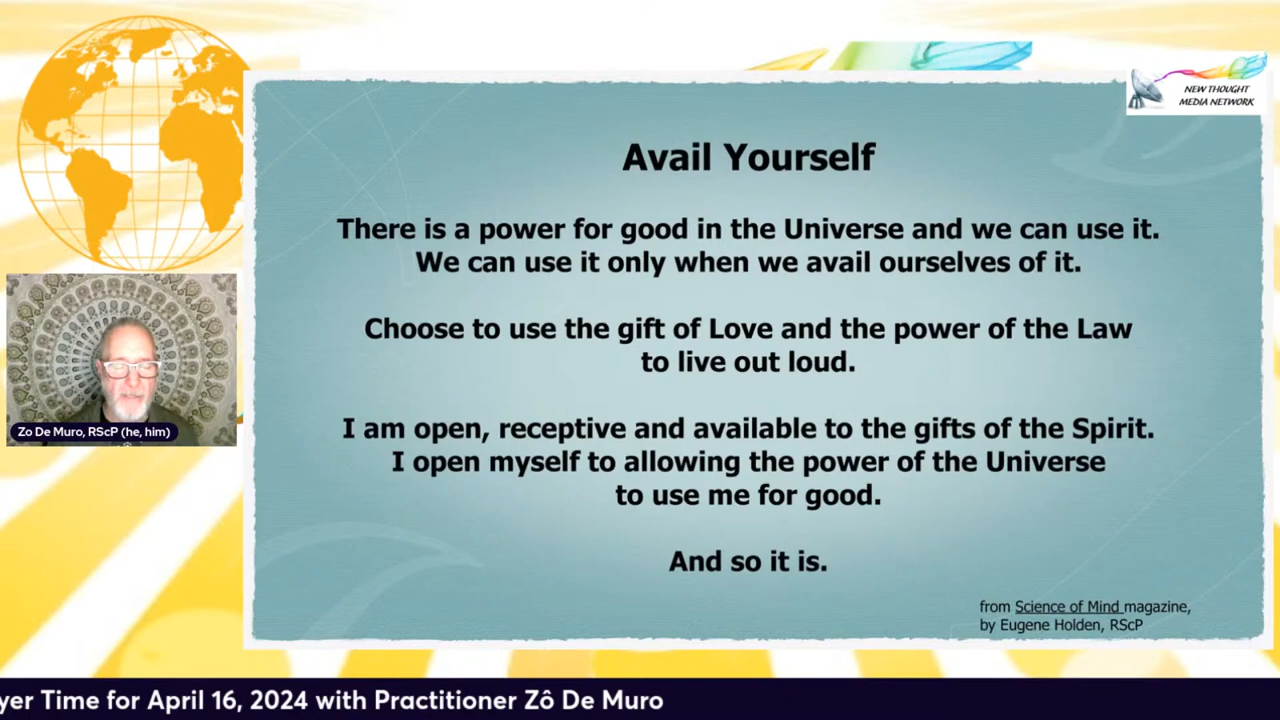 NEW THOUGHT
MEDIA NETWORK
Avail Yourself
There is a power for good in the Universe and we can use it.
We can use it only when we avail ourselves of it.
Choose to use the gift of Love and the power of the Law
to live out loud.
I am open, receptive and available to the gifts of the Spirit.
I open myself to allowing the power of the Universe
to use me for good.
And so it is.
from Science of Mind magazine,
by Eugene Holden, RScP
Zo De Muro, RScP (he, him)
yer Time for April 16, 2024 with Practitioner Zô De Muro